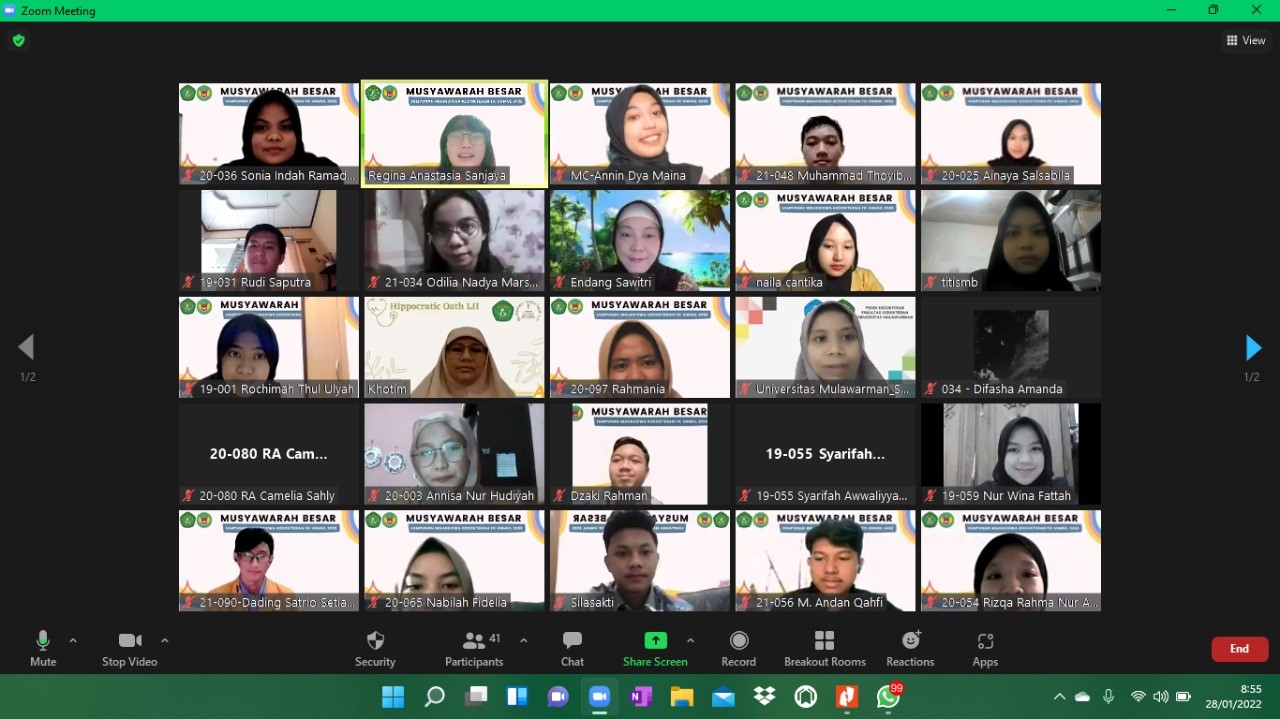 Zoom Meeting
View
MUSYAWARAH BESAR
20-036 Sonia Indah Ramad...
MUSYAWARAH BESAR
Regina Anastasia Sanjaya
MUSYAWARAH BESAR
MC-Annin Dya Maina
MUSYAWARAH BESAR
21-048 Muhammad Thoyib...
MUSYAWARAH BESAR
20-025 Ainaya Salsabila
19-031 Rudi Saputra
21-034 Odilia Nadya Mars...
Endang Sawitri
MUSYAWARAH BESAR
naila cantika
titismb
MUSYAWARAH
19-001 Rochimah Thul Ulyah
Hippocratic Oath LII
Khotim
MUSYAWARAH BESAR
20-097 Rahmania
Universitas Mulawarman_S...
034 - Difasha Amanda
1/2
1/2
20-080 RA Cam...
20-080 RA Camelia Sahly
20-003 Annisa Nur Hudiyah
MUSYAWARAH BESAR
Dzaki Rahman
19-055 Syarifah...
19-055 Syarifah Awwaliyya...
19-059 Nur Wina Fattah
MUSYAWARAH BESAR
21-090-Dading Satrio Setia...
MUSYAWARAH BESAR
20-065 Nabilah Fidelia
Silasakti
MUSYAWARAH BESAR
21-056 M. Andan Qahfi
MUSYAWARAH BESAR
20-054 Rizqa Rahma Nur A...
Mute
Stop Video
Security
Participants
41
Chat
Share Screen
Record
Breakout Rooms
Reactions
Apps
End
99
8:55
28/01/2022